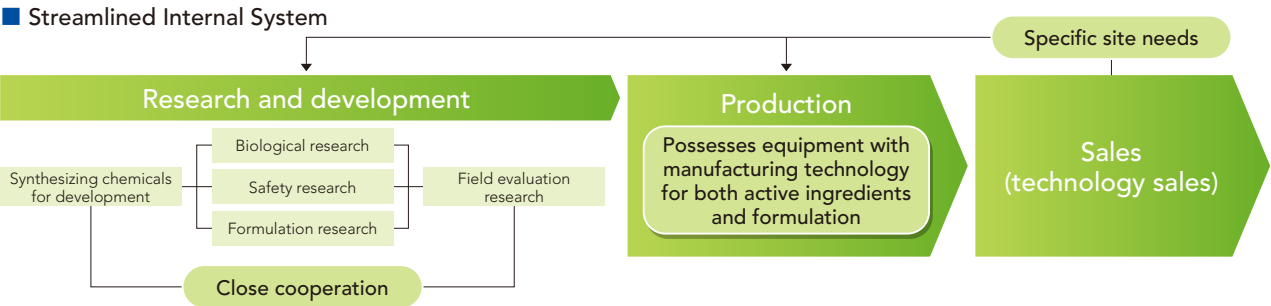 Streamlined Internal System
Specific site needs
Research and development
Biological research
Synthesizing chemicals
for development
Safety research
Field evaluation
research
Formulation research
Close cooperation
Production
Possesses equipment with
manufacturing technology
for both active ingredients
and formulation
Sales
(technology sales)